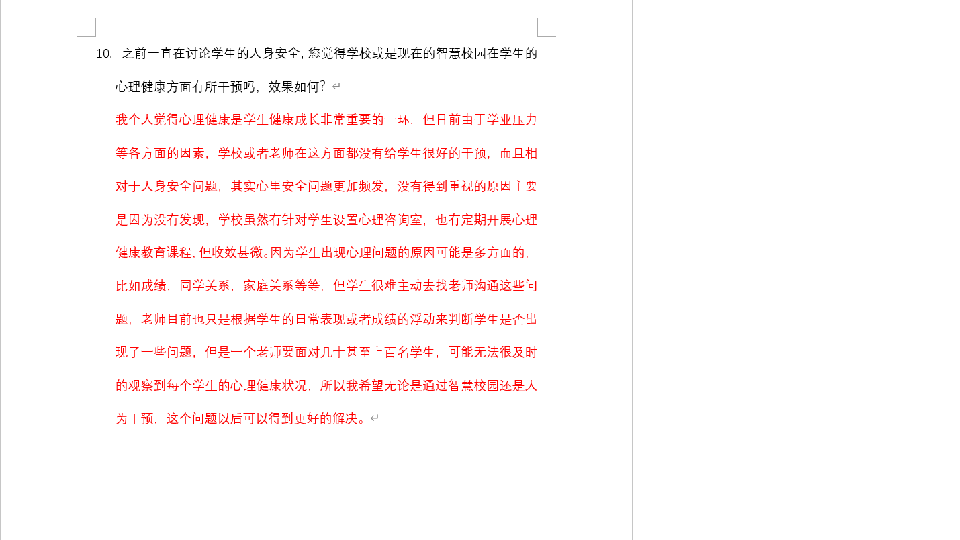 10. 之前一直在讨论学生的人身安全，您觉得学校或是现在的智慧校园在学生的
心理健康方面有所干预吗，效果如何？
我个人觉得心理健康是学生健康成长非常重要的一环，但目前由于学业压力
等各方面的因素，学校或者老师在这方面都没有给学生很好的干预，而且相
对于人身安全问题，其实心里安全问题更加频发，没有得到重视的原因主要
是因为没有发现，学校虽然有针对学生设置心理咨询室，也有定期开展心理
健康教育课程，但收效甚微。因为学生出现心理问题的原因可能是多方面的，
比如成绩，同学关系，家庭关系等等，但学生很难主动去找老师沟通这些问
题，老师目前也只是根据学生的日常表现或者成绩的浮动来判断学生是否出
现了一些问题，但是一个老师要面对几十甚至上百名学生，可能无法很及时
的观察到每个学生的心理健康状况，所以我希望无论是通过智慧校园还是人
为干预，这个问题以后可以得到更好的解决。